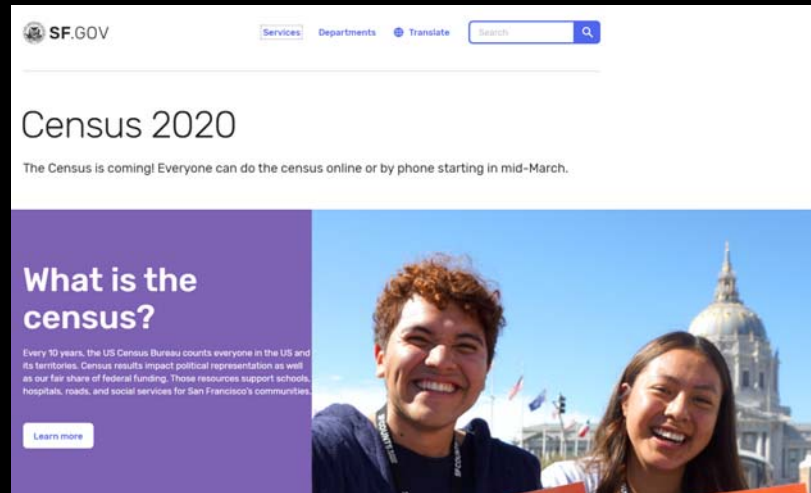 SF.GOV
Services Departments Translate Search
Census 2020
The Census is coming! Everyone can do the census online or by phone starting in mid-March.
What is the
census?
Every 10 years, the US Census Bureau counts everyone in the US and
its territories. Census results impact political representation as well
as our fair share of federal funding. Those resources support schools,
hospitals, roads, and social services for San Francisco's communities.
Learn more